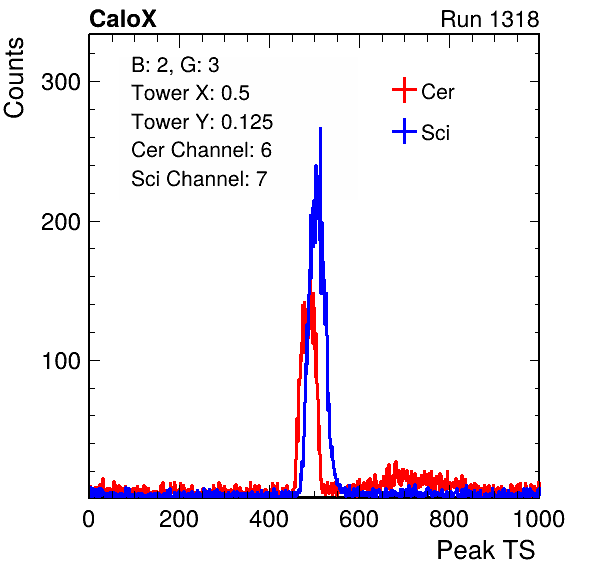 CaloX Run 1318
B: 2, G: 3
Tower X: 0.5
Tower Y: 0.125
Cer Channel: 6
Sci Channel: 7
Cer
Sci
Counts
300
200
100
0 200 400 600 800 1000
Peak TS